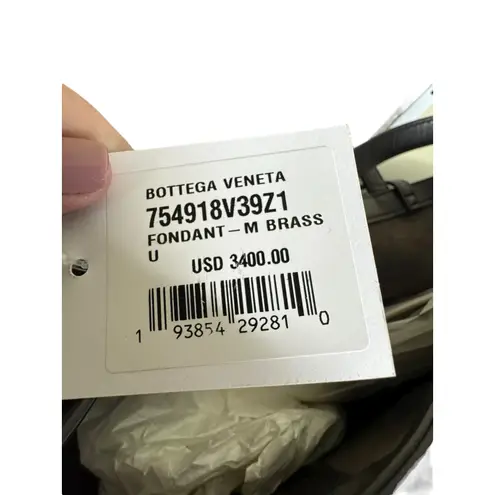 BOTTEGA VENETA
754918V39Z1
FONDANT-M BRASS
U
USD 3400.00
1 93854 29281 0